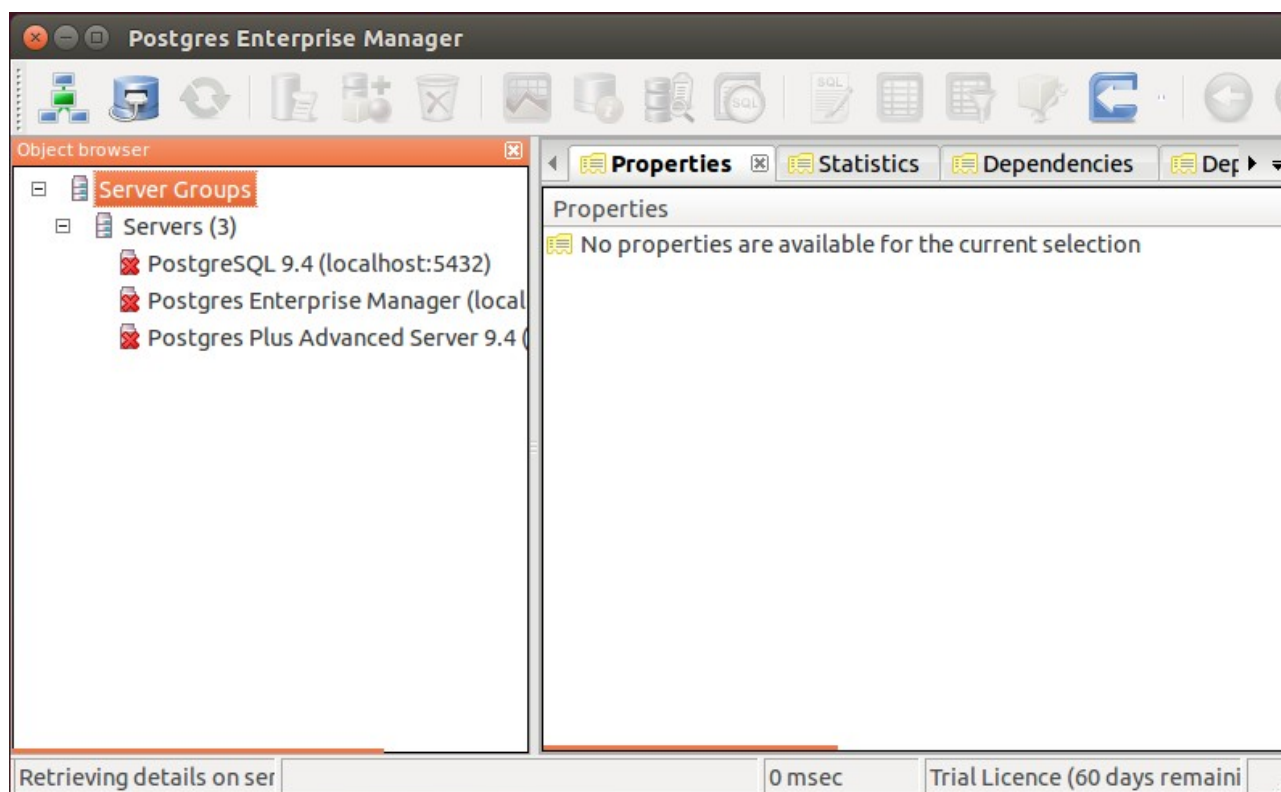 Postgres Enterprise Manager
SQL
SQL
Object browser
Server Groups
Servers (3)
PostgreSQL 9.4 (localhost:5432)
Postgres Enterprise Manager (local
Postgres Plus Advanced Server 9.4 (
Properties Statistics Dependencies Dep
Properties
No properties are available for the current selection
Retrieving details on ser 0 msec Trial Licence (60 days remaini